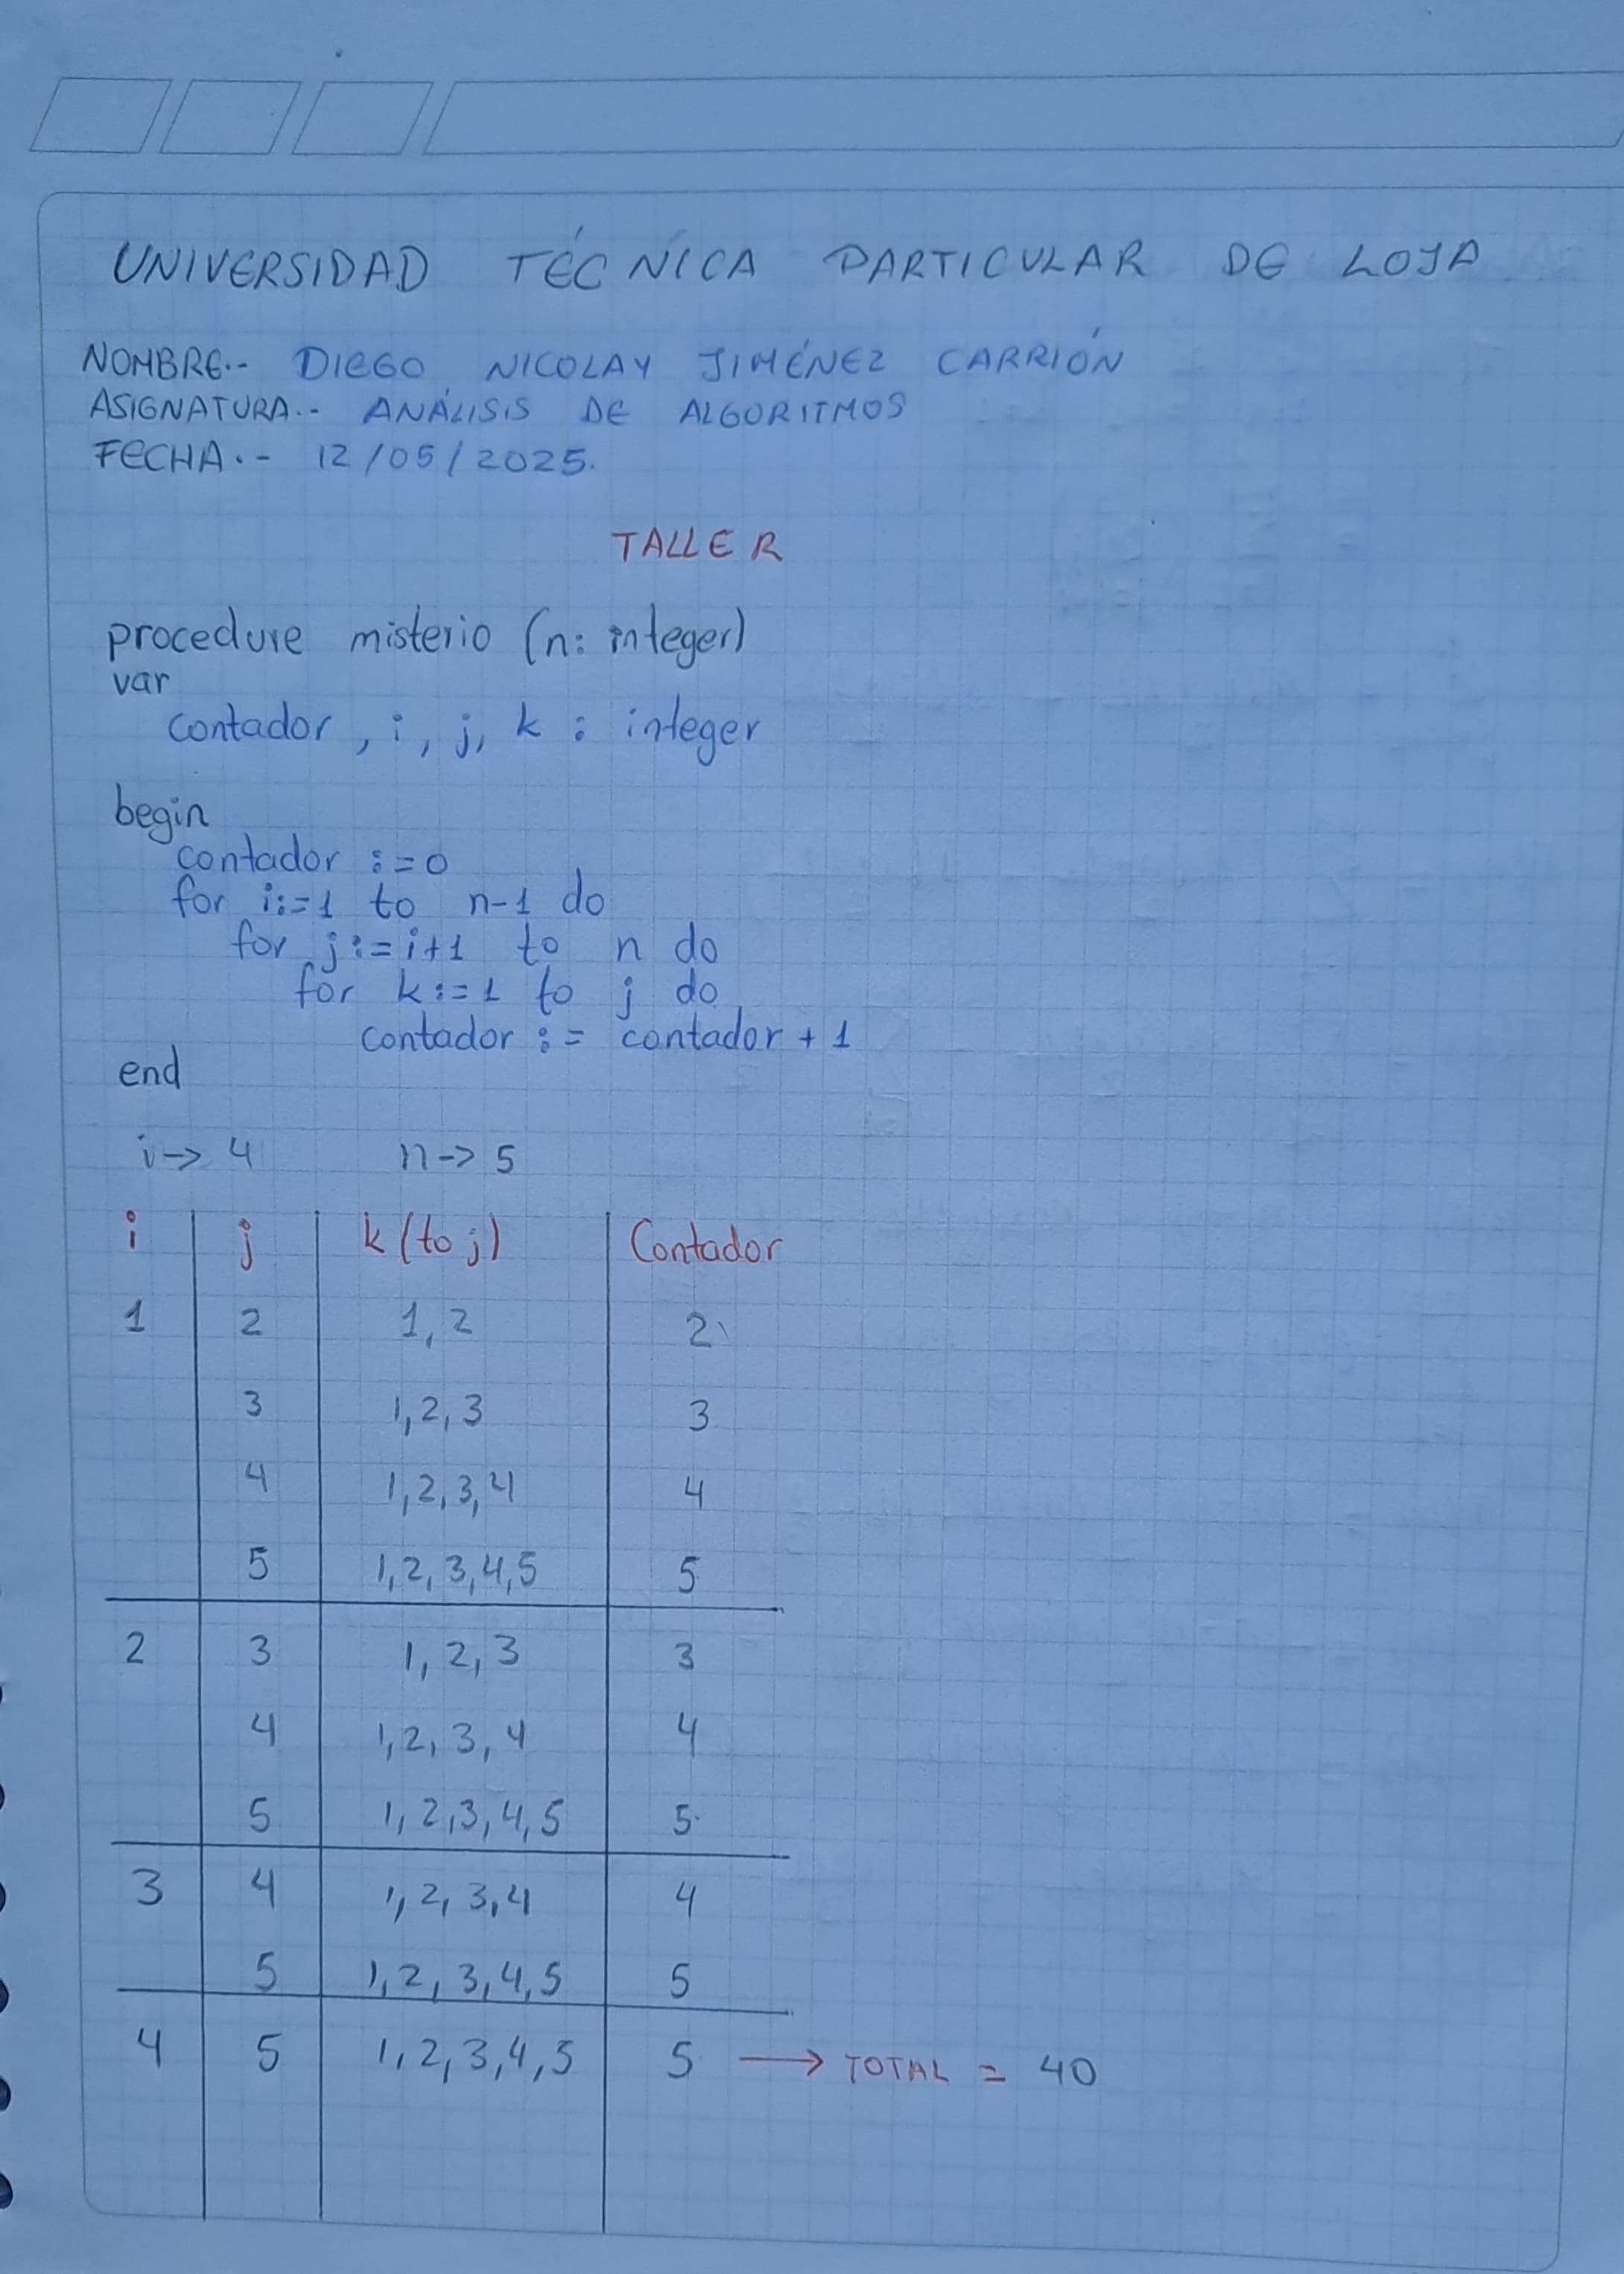 UNIVERSIDAD TÉCNICA PARTICULAR DE LOJA
NOMBRE.- DIEGO NICOLAY JIMÉNEZ CARRIÓN
ASIGNATURA.- ANÁLISIS DE ALGORITMOS
FECHA.- 12/05/2025.
TALLER
procedure misterio (n: integer)
var
contador, i, j, k : integer
begin
contador := 0
for i:=1 to n-1 do
for j:=i+1 to n do
for k:=1 to j do
contador := contador + 1
end
i-> 4 n-> 5
i j k (to j) Contador
1 2 1,2 2
3 1,2,3 3
4 1,2,3,4 4
5 1,2,3,4,5 5
2 3 1,2,3 3
4 1,2,3,4 4
5 1,2,3,4,5 5
3 4 1,2,3,4 4
5 1,2,3,4,5 5
4 5 1,2,3,4,5 5 → TOTAL = 40